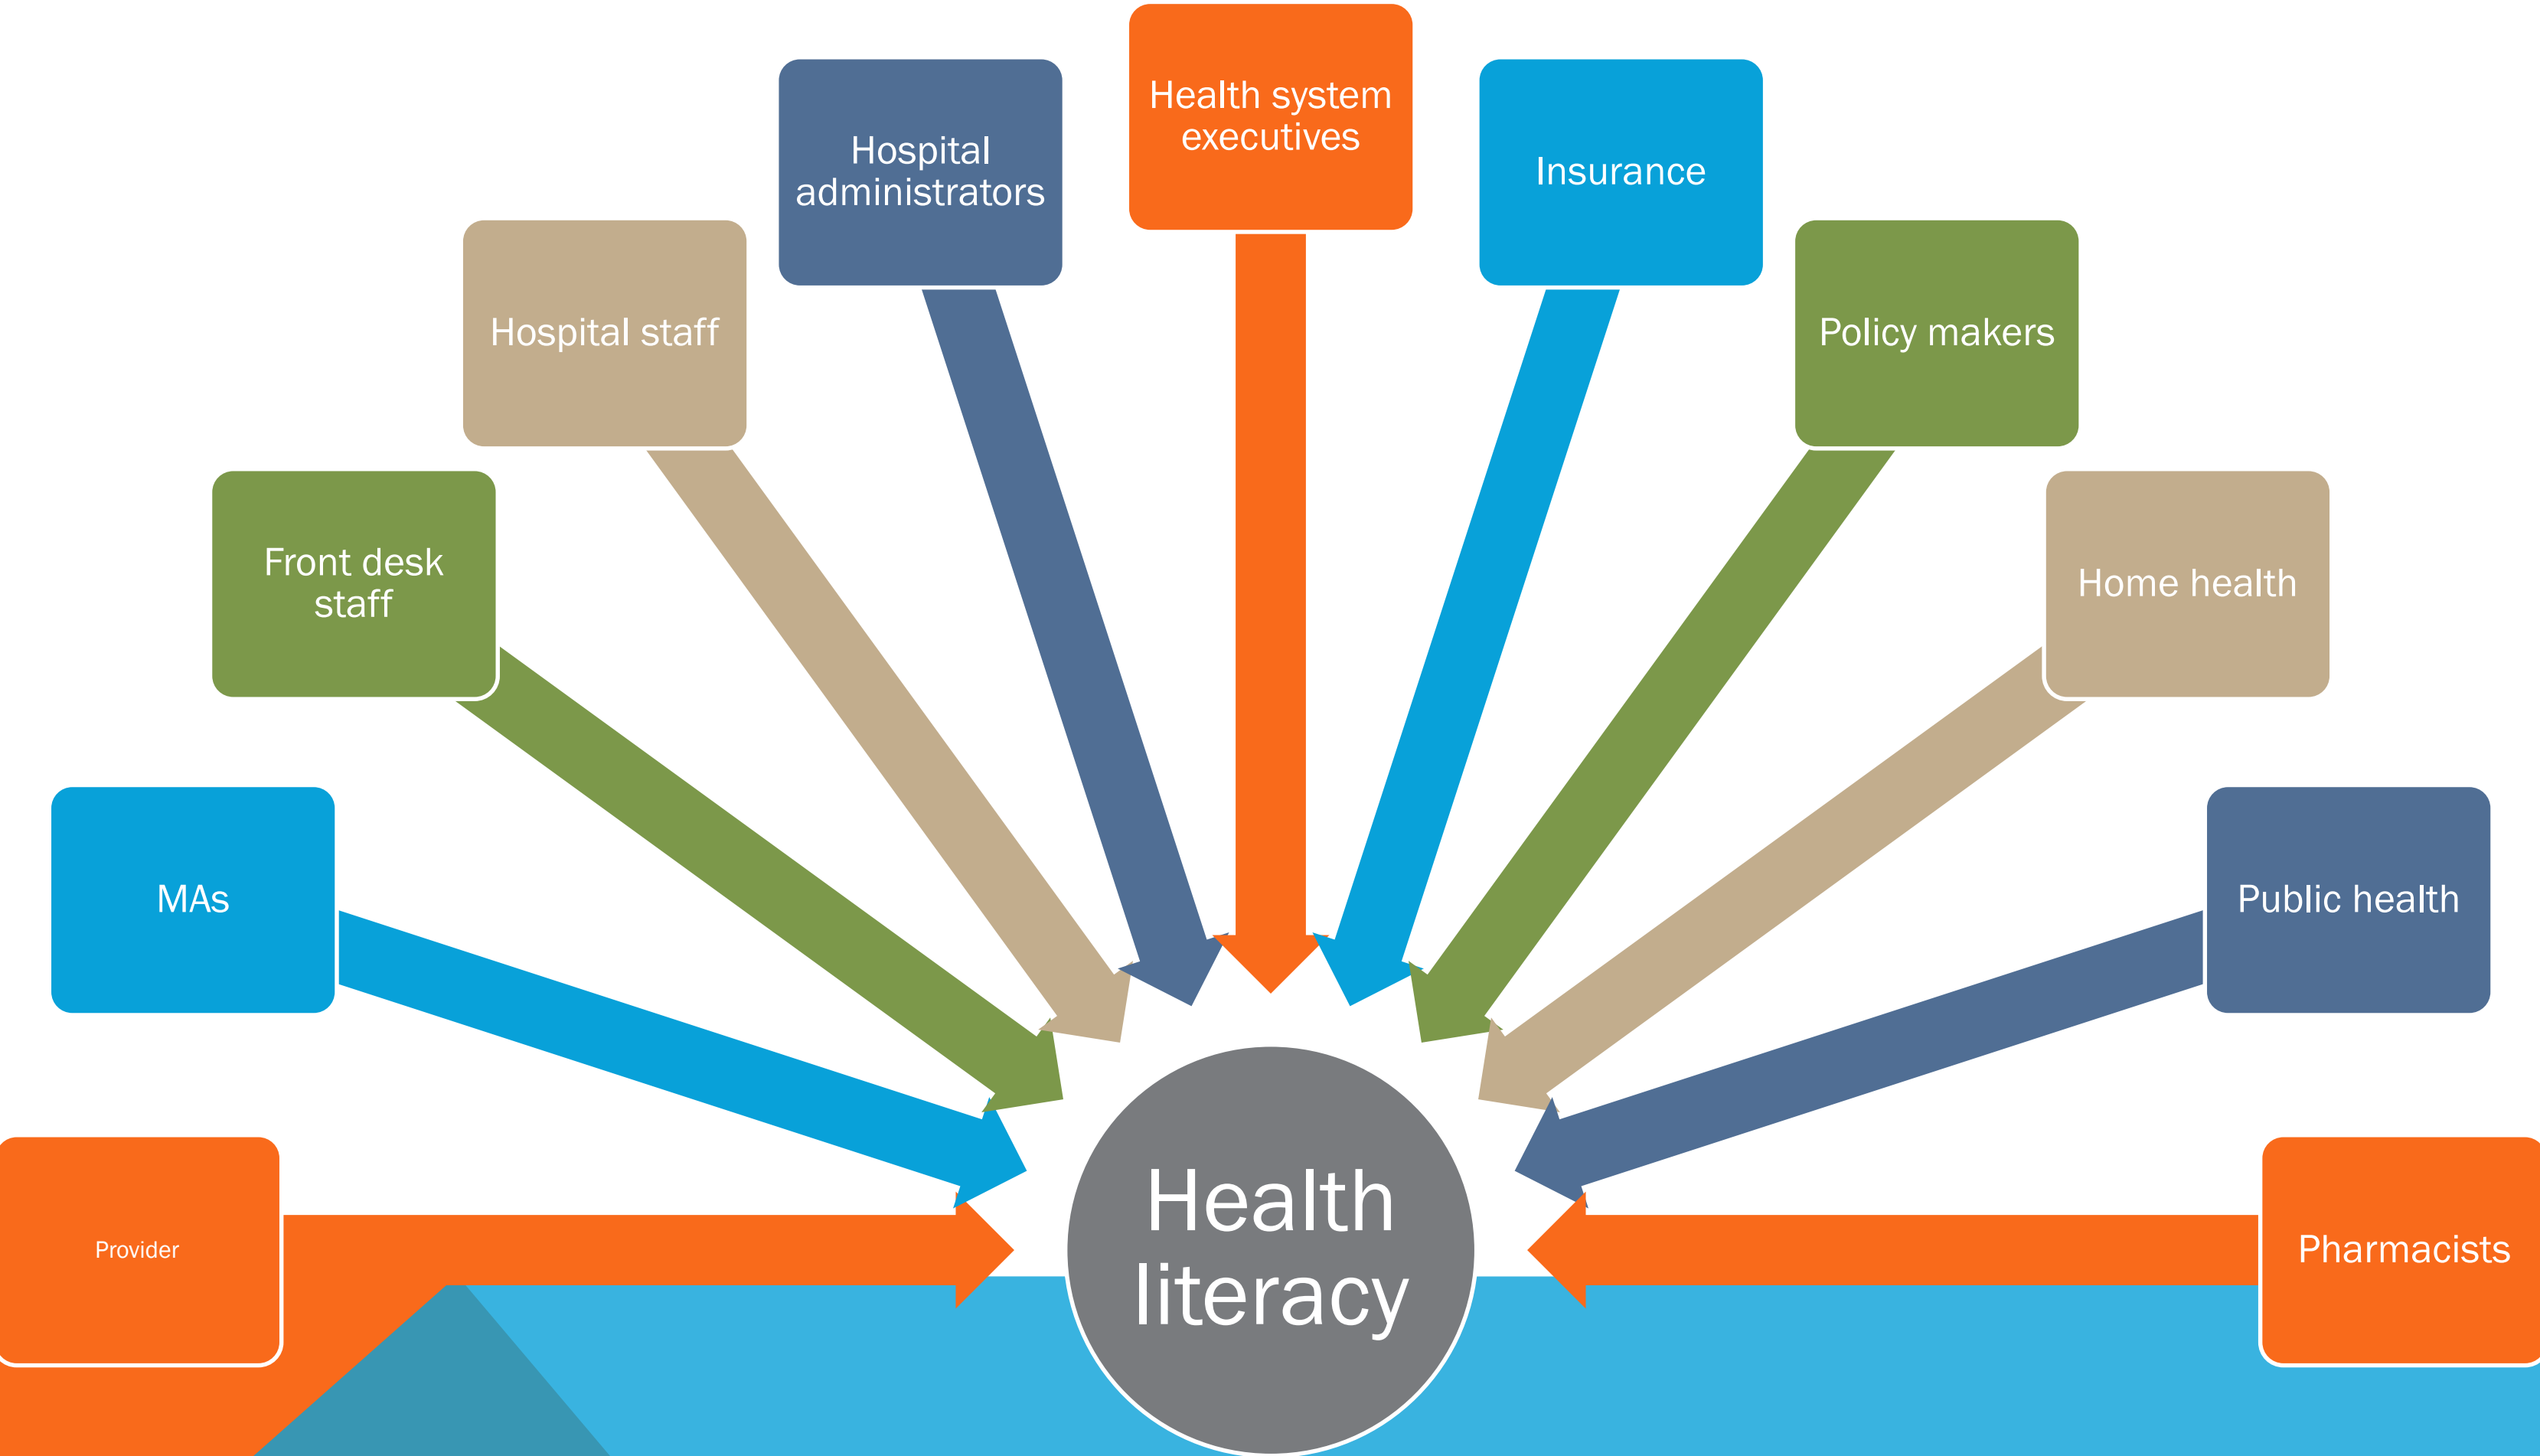 Health system
executives
Hospital
administrators
Insurance
Hospital staff
Policy makers
Front desk
staff
Home health
MAs
Public health
Provider
Pharmacists
Health
literacy